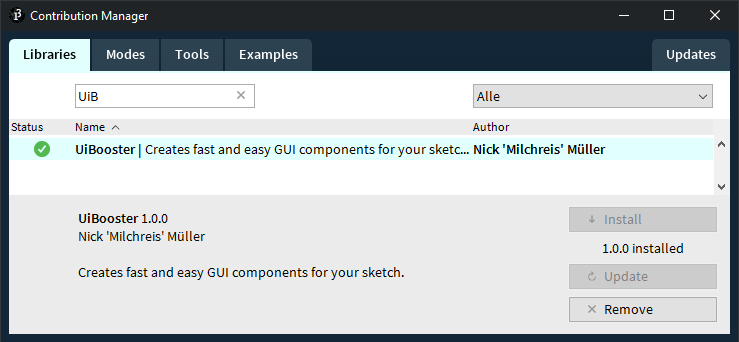 Contribution Manager
Libraries Modes Tools Examples Updates
UiB Alle
Status Name Author
UiBooster | Creates fast and easy GUI components for your sketc... Nick 'Milchreis' Müller
UiBooster 1.0.0
Install
Nick 'Milchreis' Müller
1.0.0 installed
Creates fast and easy GUI components for your sketch.
Update
Remove